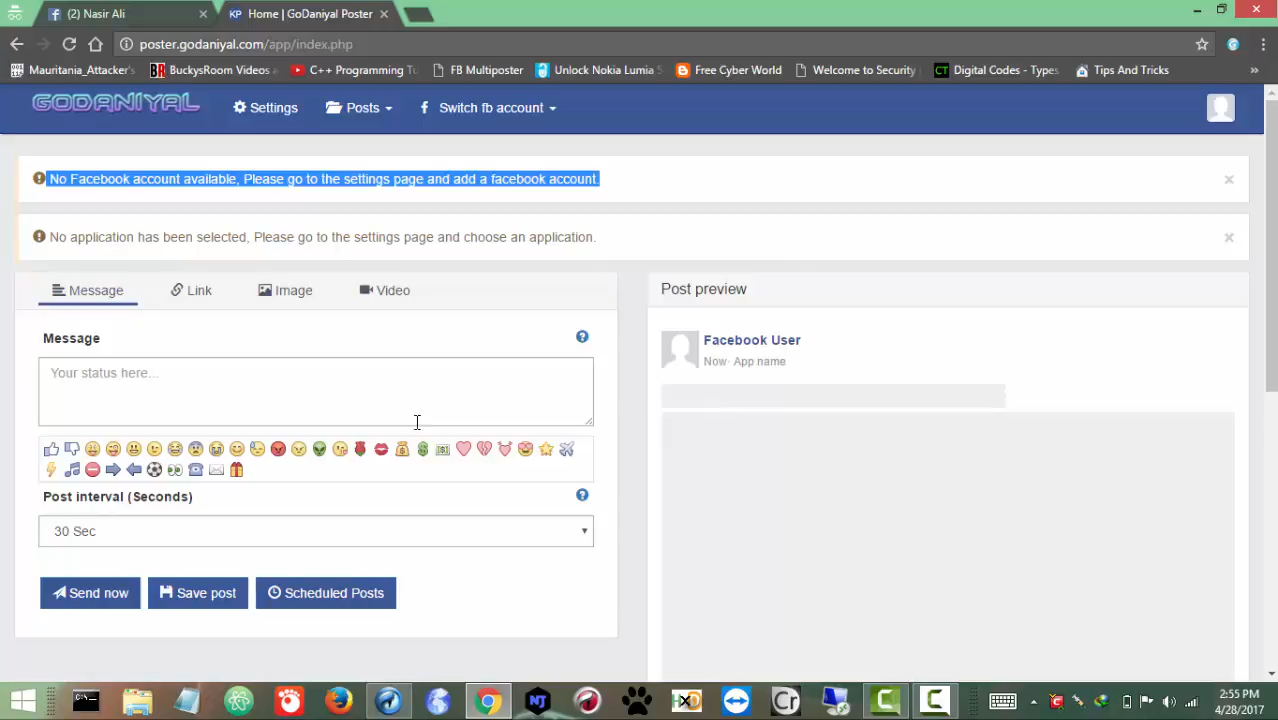 (2) Nasir Ali
KP Home | GoDaniyal Poster
poster.godaniyal.com/app/index.php
Mauritania_Attacker's
BR BuckysRoom Videos
C++ Programming Tu
FB Multiposter
Unlock Nokia Lumia S
Free Cyber World
Welcome to Security
CT Digital Codes - Types
Tips And Tricks
»
GODANIYAL
Settings
Posts
Switch fb account
No Facebook account available, Please go to the settings page and add a facebook account.
No application has been selected, Please go to the settings page and choose an application.
Message
Link
Image
Video
Post preview
Message
Your status here...
Facebook User
Now· App name
Post interval (Seconds)
30 Sec
Send now
Save post
Scheduled Posts
2:55 PM
4/28/2017